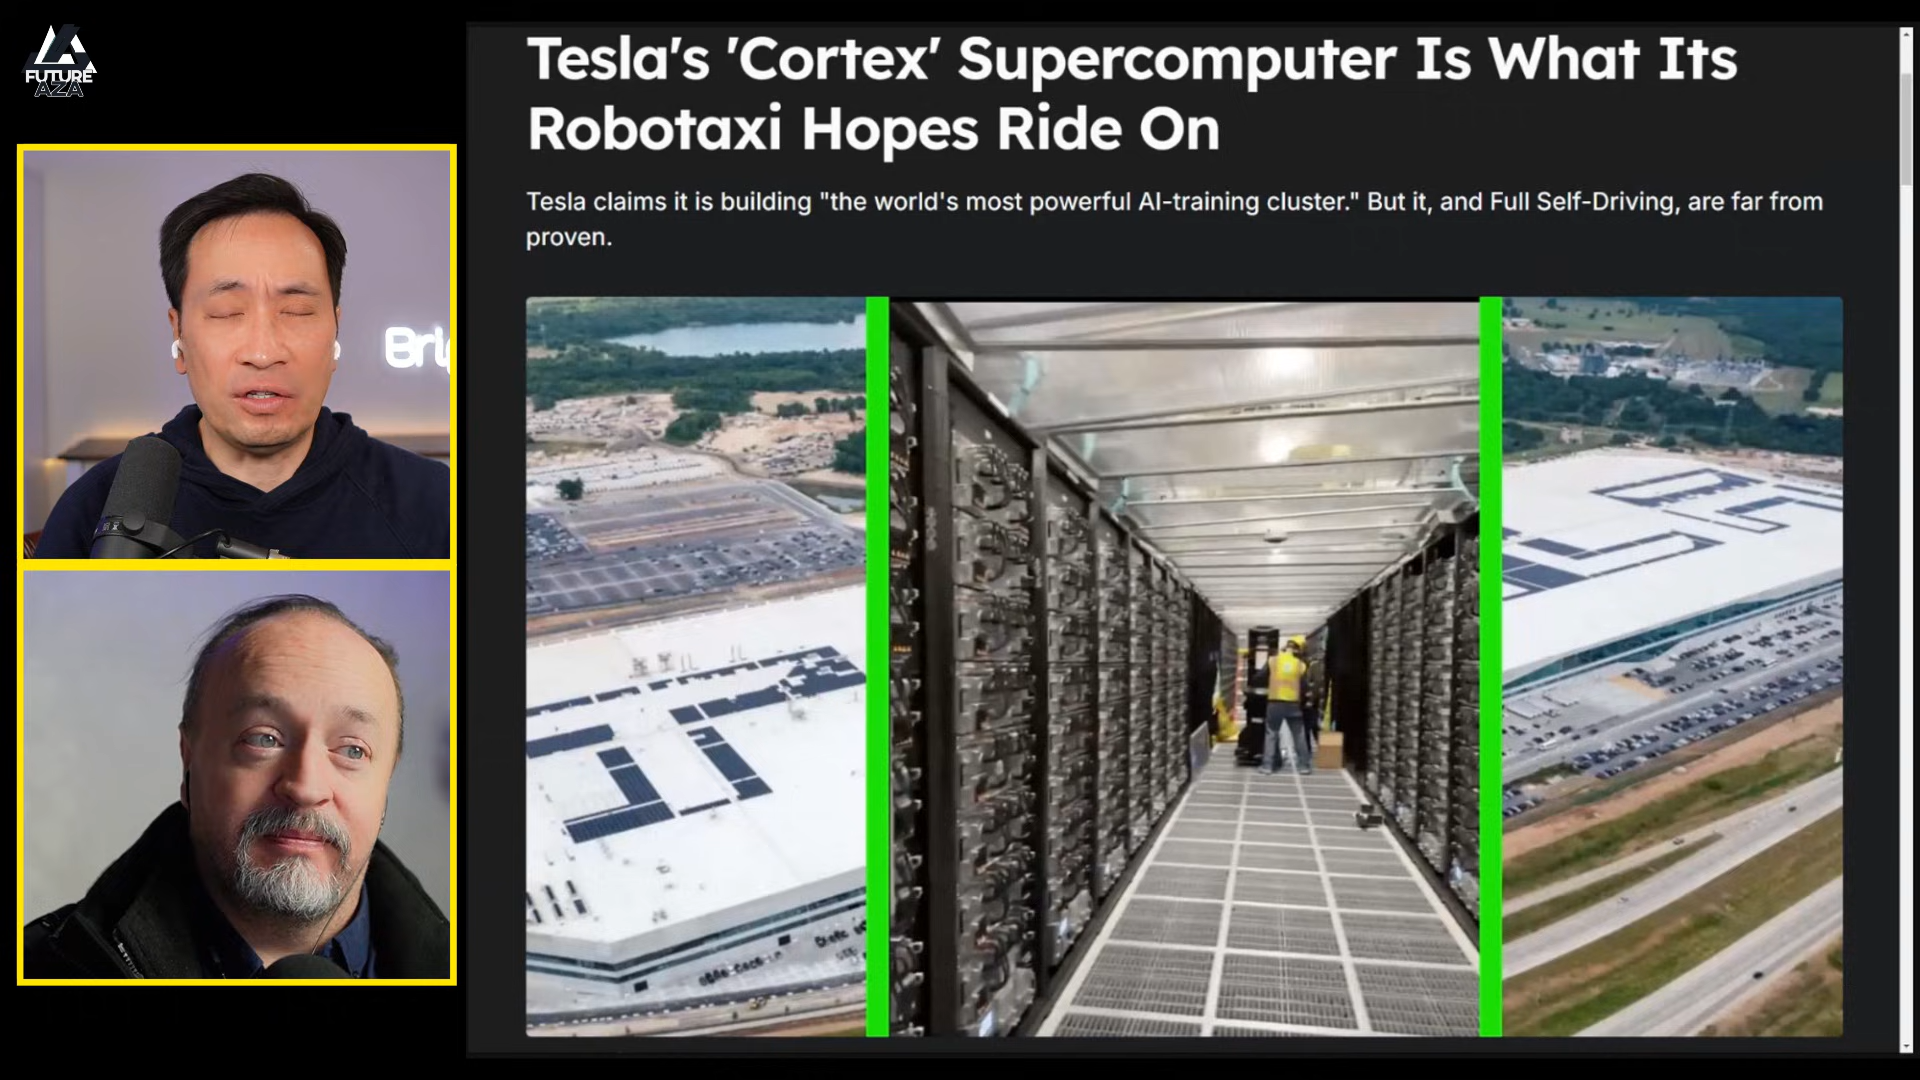 FUTURE
AZA
Tesla's 'Cortex' Supercomputer Is What Its
Robotaxi Hopes Ride On
Tesla claims it is building "the world's most powerful AI-training cluster." But it, and Full Self-Driving, are far from
proven.
Bri